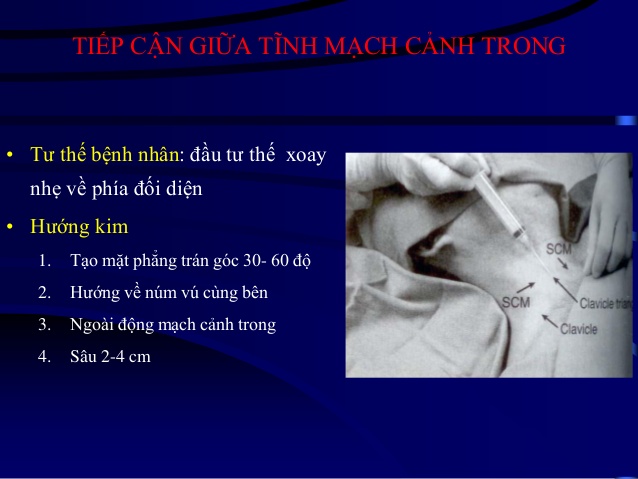 TIẾP CẬN GIỮA TĨNH MẠCH CẢNH TRONG
• Tư thế bệnh nhân: đầu tư thế xoay
nhẹ về phía đối diện
• Hướng kim
1. Tạo mặt phẳng trán góc 30- 60 độ
2. Hướng về núm vú cùng bên
3. Ngoài động mạch cảnh trong
4. Sâu 2-4 cm
SCM
SCM
Clavicle
Clavicle